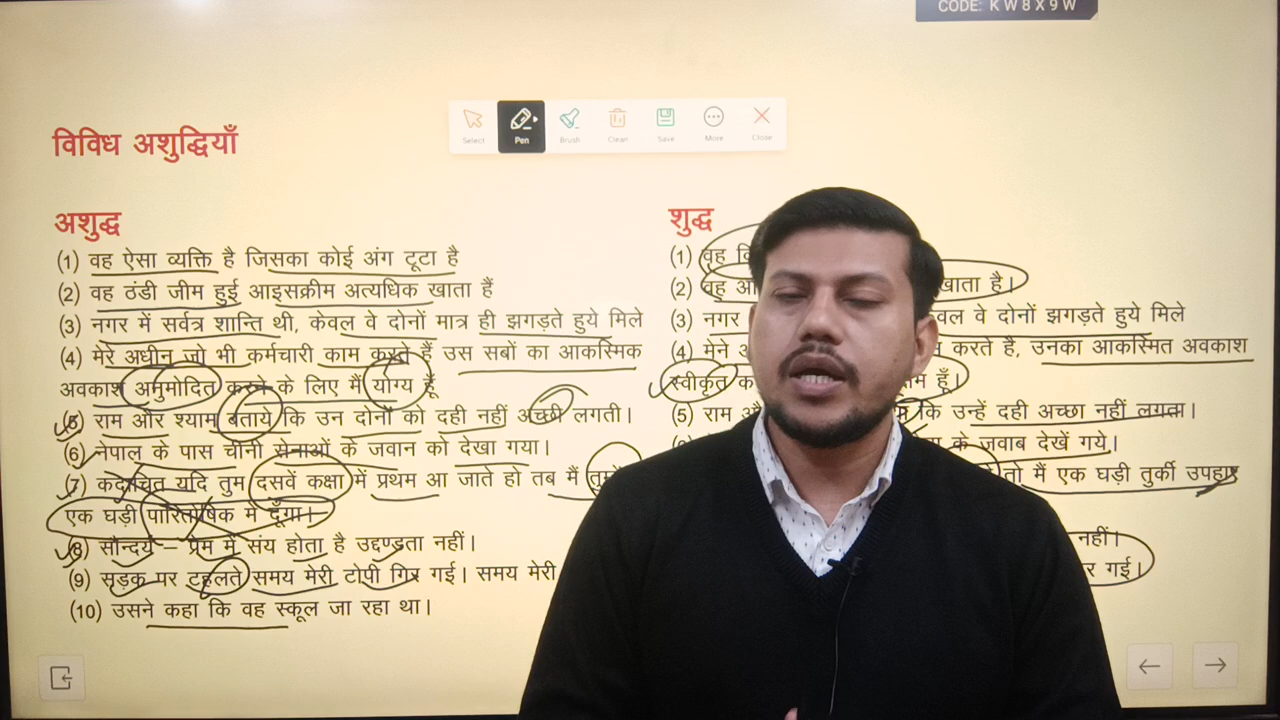 CODE: K W 8 X 9 W
Select Pen Brush Clean Save More Close
विविध अशुद्धियाँ
अशुद्ध
(1) वह ऐसा व्यक्ति है जिसका कोई अंग टूटा है
(2) वह ठंडी जीम हुई आइसक्रीम अत्यधिक खाता हैं
(3) नगर में सर्वत्र शान्ति थी, केवल वे दोनों मात्र ही झगड़ते हुये मिले
(4) मेरे अधीन जो भी कर्मचारी काम करते हैं उस सबों का आकस्मिक
अवकाश अनुमोदित करने के लिए मैं योग्य हूँ
(5) राम और श्याम बताये कि उन दोनों को दही नहीं अच्छी लगती।
(6) नेपाल के पास चीनी सेनाओं के जवान को देखा गया।
(7) कदाचित यदि तुम दसवें कक्षा में प्रथम आ जाते हो तब मैं तुम्हें
एक घड़ी पारितोषिक में दूँगा।
(8) सौन्दर्य – प्रेम में संय होता है उद्दण्डता नहीं।
(9) सड़क पर टहलते समय मेरी टोपी गिर गई। समय मेरी
(10) उसने कहा कि वह स्कूल जा रहा था।
शुद्ध
(1) वह
(2) वह खाता है।
(3) नगर वे दोनों झगड़ते हुये मिले
(4) मेने करते है, उनका आकस्मित अवकाश
स्वीकृत हूँ।
(5) राम कि उन्हें दही अच्छा नहीं लगता।
के जवाब देखें गये।
तो मैं एक घड़ी तुर्की उपहार
नहीं।
गई।